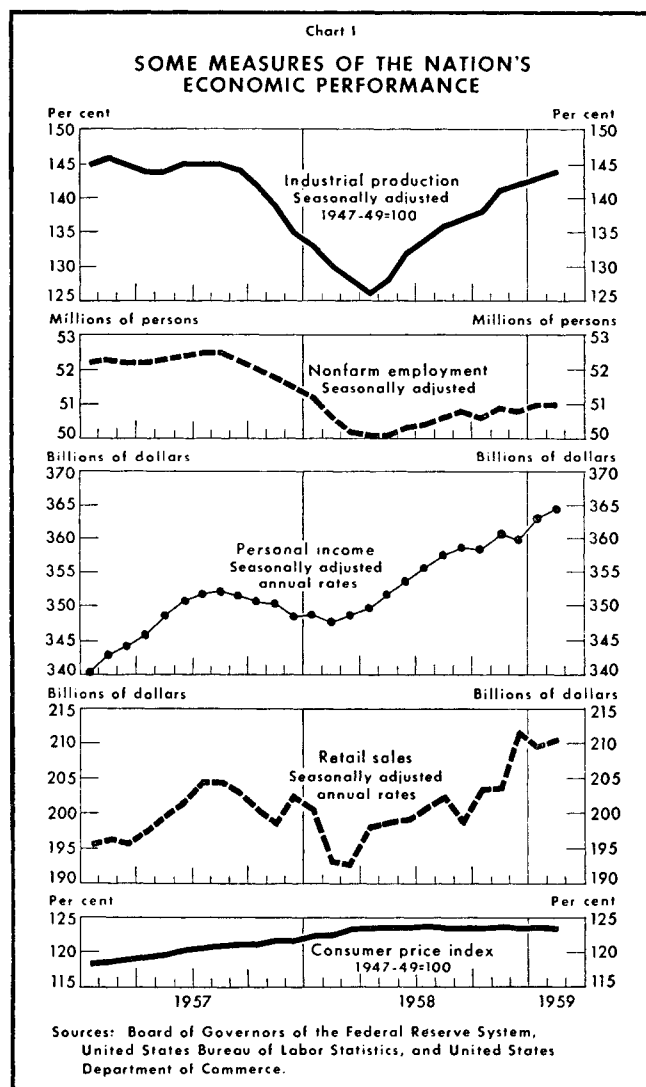 Chart 1
SOME MEASURES OF THE NATION'S
ECONOMIC PERFORMANCE
Per cent Per cent
150 150
145 145
Industrial production
Seasonally adjusted
1947-49=100
140 140
135 135
130 130
125 125
Millions of persons Millions of persons
53 53
Nonfarm employment
Seasonally adjusted
52 52
51 51
50 50
Billions of dollars Billions of dollars
370 370
360 360
Personal income
Seasonally adjusted
annual rates
350 350
340 340
Billions of dollars Billions of dollars
215 215
210 210
Retail sales
Seasonally adjusted
annual rates
205 205
200 200
195 195
190 190
Per cent Per cent
125 125
120 120
Consumer price index
1947-49=100
115 115
1957 1958 1959
Sources: Board of Governors of the Federal Reserve System,
United States Bureau of Labor Statistics, and United States
Department of Commerce.